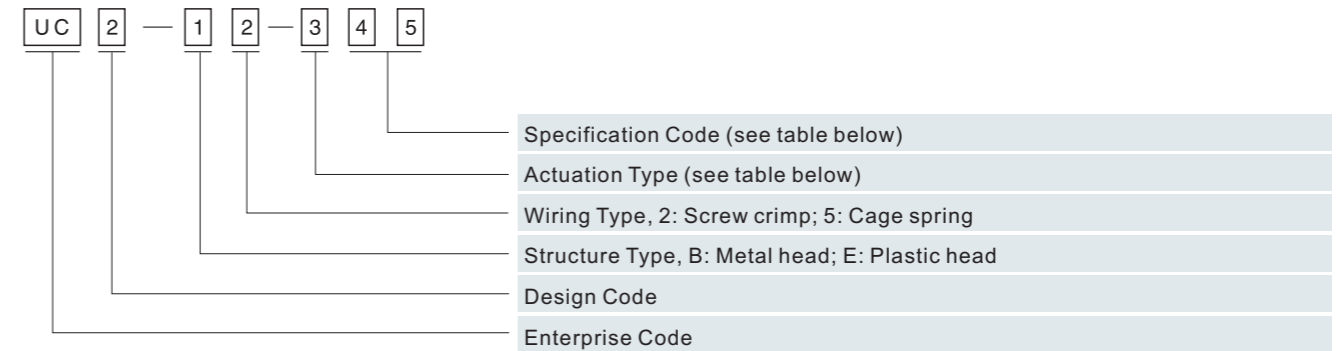 UC 2 — 1 2 — 3 4 5
Specification Code (see table below)
Actuation Type (see table below)
Wiring Type, 2: Screw crimp; 5: Cage spring
Structure Type, B: Metal head; E: Plastic head
Design Code
Enterprise Code